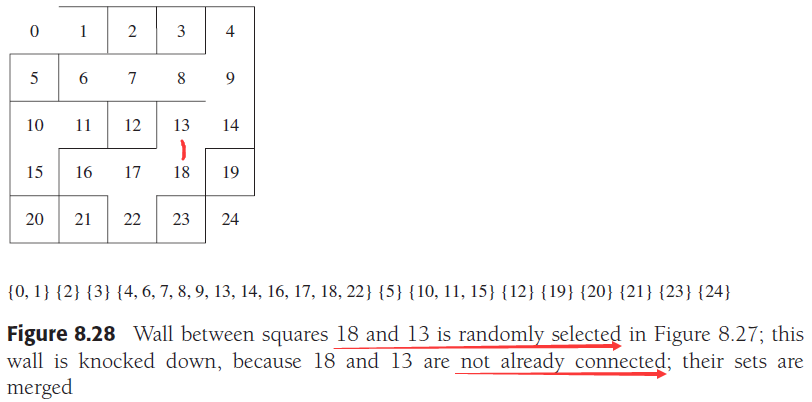 0 1 2 3 4
5 6 7 8 9
10 11 12 13 14
15 16 17 18 19
20 21 22 23 24
{0, 1} {2} {3} {4, 6, 7, 8, 9, 13, 14, 16, 17, 18, 22} {5} {10, 11, 15} {12} {19} {20} {21} {23} {24}
Figure 8.28 Wall between squares 18 and 13 is randomly selected in Figure 8.27; this
wall is knocked down, because 18 and 13 are not already connected; their sets are
merged